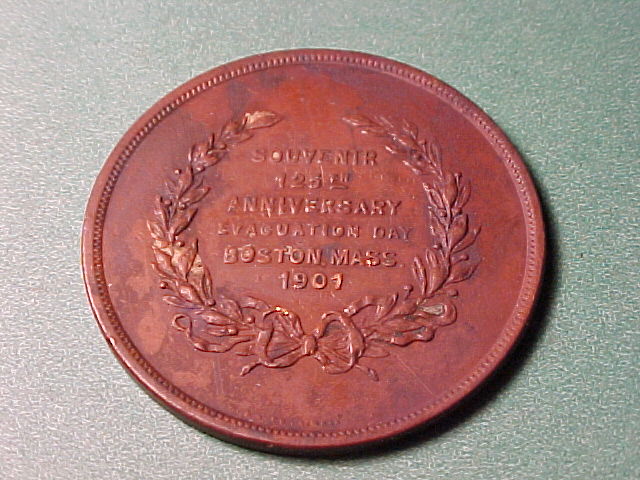 SOUVENIR
125TH
ANNIVERSARY
EVACUATION DAY
BOSTON, MASS.
1901